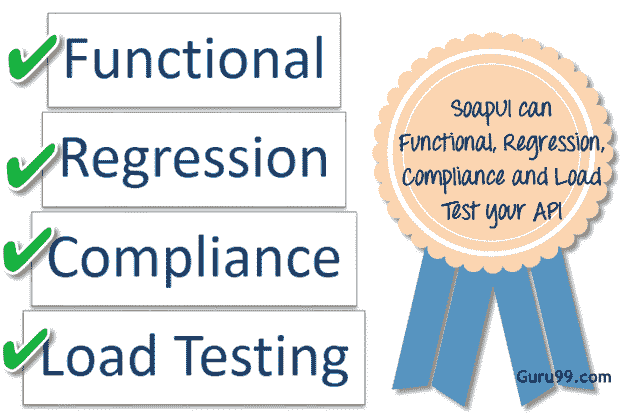 Functional
Regression
Compliance
Load Testing
SoapUI can
Functional, Regression,
Compliance and Load
Test your API
Guru99.com